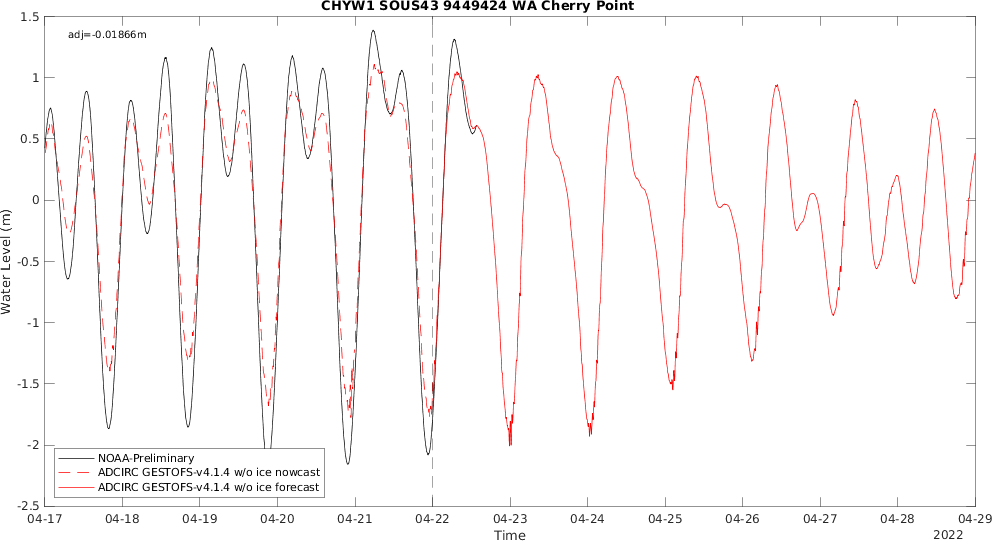 CHYW1 SOUS43 9449424 WA Cherry Point
adj=-0.01866m
1.5
1
0.5
0
-0.5
-1
-1.5
-2
-2.5
Water Level (m)
NOAA-Preliminary
ADCIRC GESTOFS-v4.1.4 w/o ice nowcast
ADCIRC GESTOFS-v4.1.4 w/o ice forecast
04-17 04-18 04-19 04-20 04-21 04-22 04-23 04-24 04-25 04-26 04-27 04-28 04-29
Time
2022